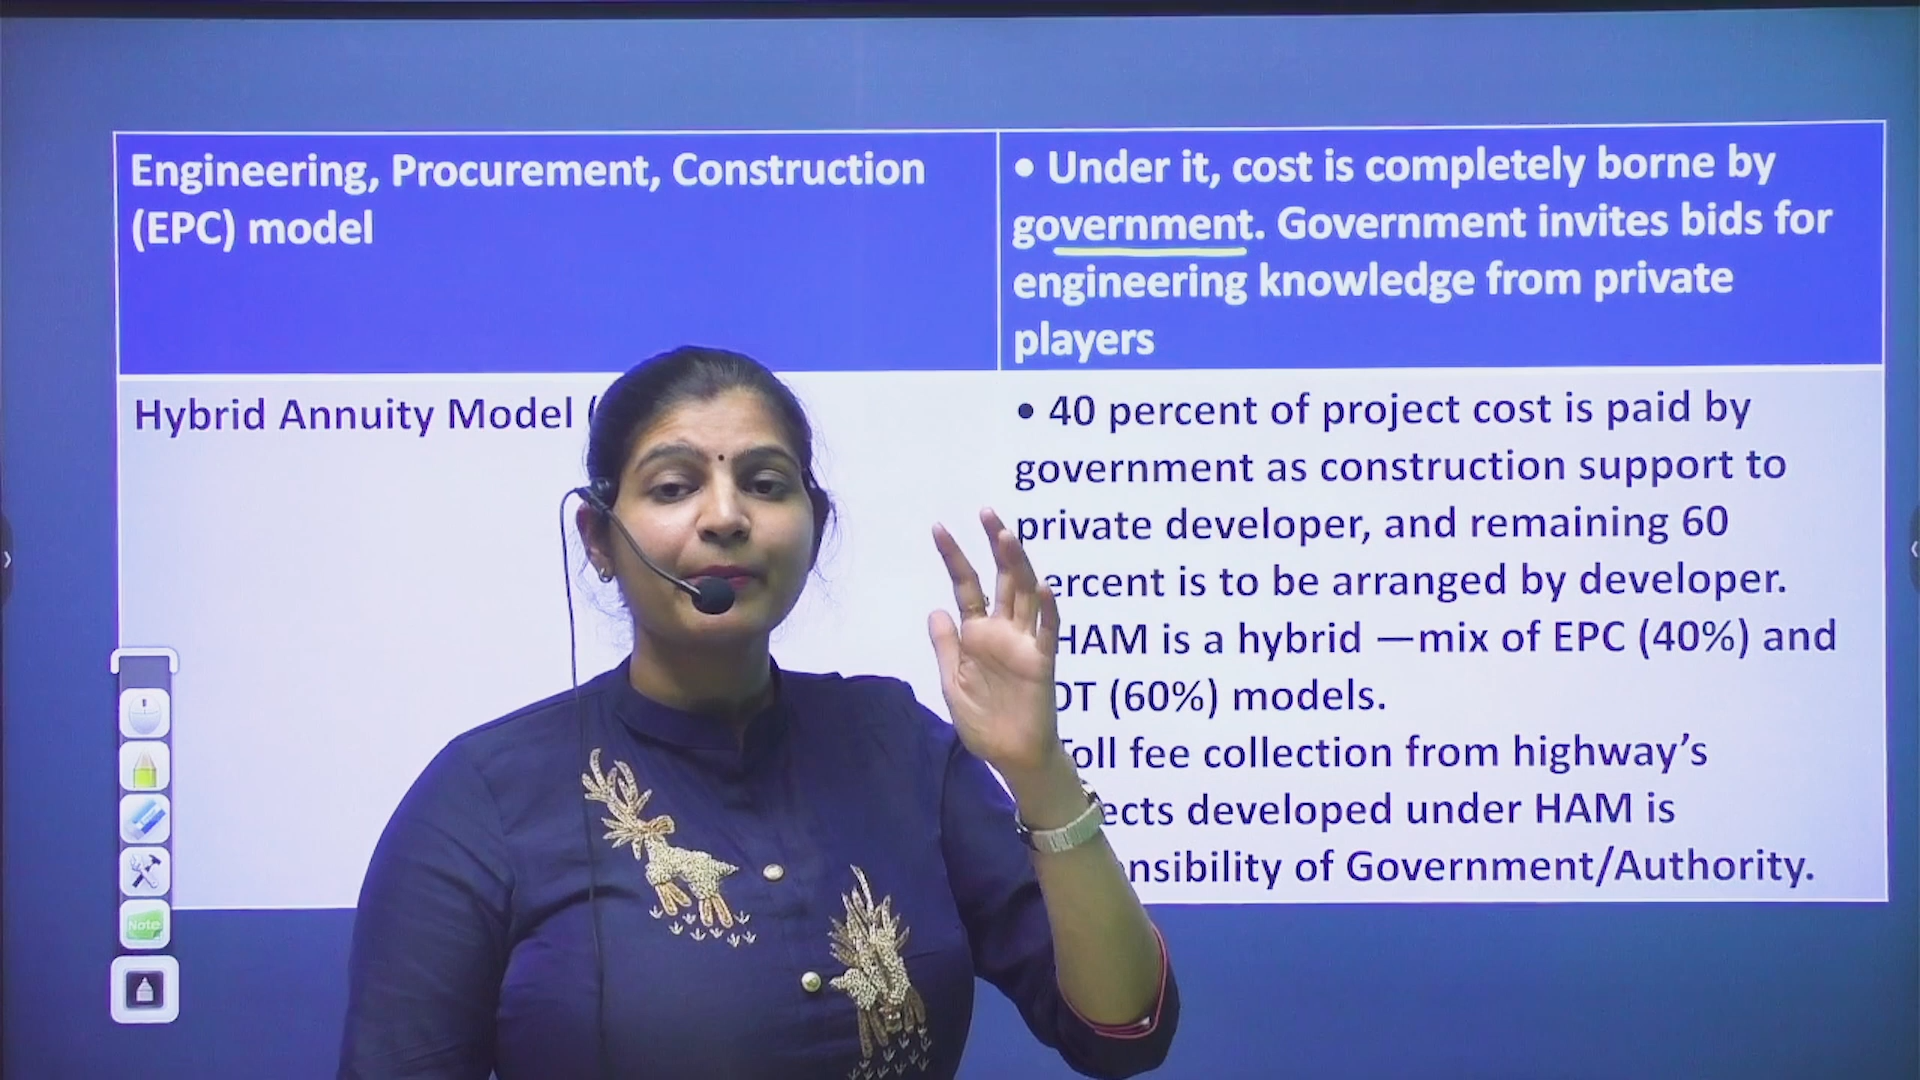 Engineering, Procurement, Construction
(EPC) model
• Under it, cost is completely borne by
government. Government invites bids for
engineering knowledge from private
players
Hybrid Annuity Model (
• 40 percent of project cost is paid by
government as construction support to
private developer, and remaining 60
ercent is to be arranged by developer.
HAM is a hybrid —mix of EPC (40%) and
OT (60%) models.
Toll fee collection from highway’s
ects developed under HAM is
nsibility of Government/Authority.
Note